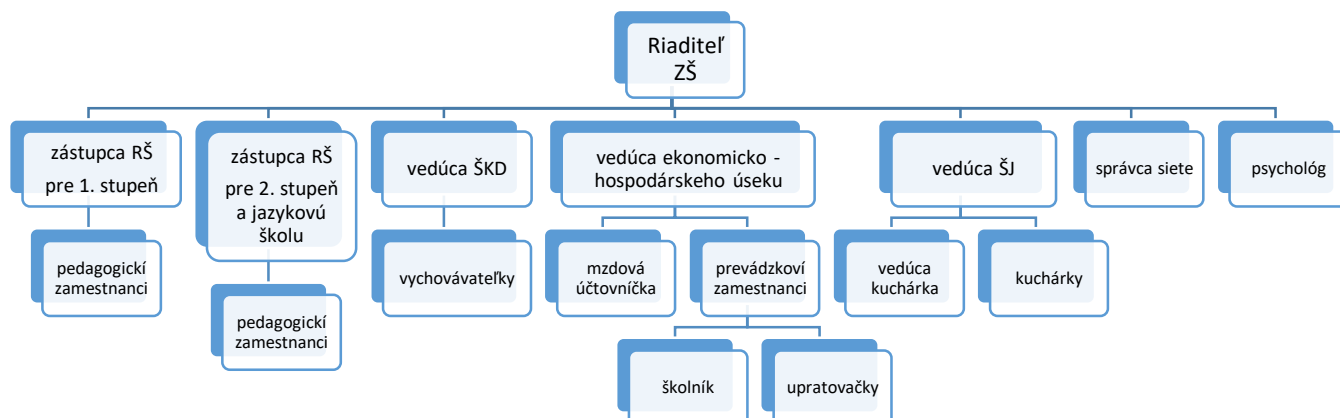 Riaditeľ
ZŠ
zástupca RŠ
pre 1. stupeň
zástupca RŠ
pre 2. stupeň
a jazykovú
školu
vedúca ŠKD
vedúca ekonomicko -
hospodárskeho úseku
vedúca ŠJ
správca siete
psychológ
pedagogickí
zamestnanci
pedagogickí
zamestnanci
vychovávateľky
mzdová
účtovníčka
prevádzkoví
zamestnanci
vedúca
kuchárka
kuchárky
školník
upratovačky